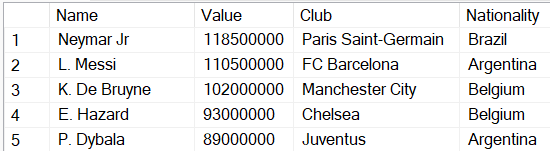 Name Value Club Nationality
1 Neymar Jr 118500000 Paris Saint-Germain Brazil
2 L. Messi 110500000 FC Barcelona Argentina
3 K. De Bruyne 102000000 Manchester City Belgium
4 E. Hazard 93000000 Chelsea Belgium
5 P. Dybala 89000000 Juventus Argentina